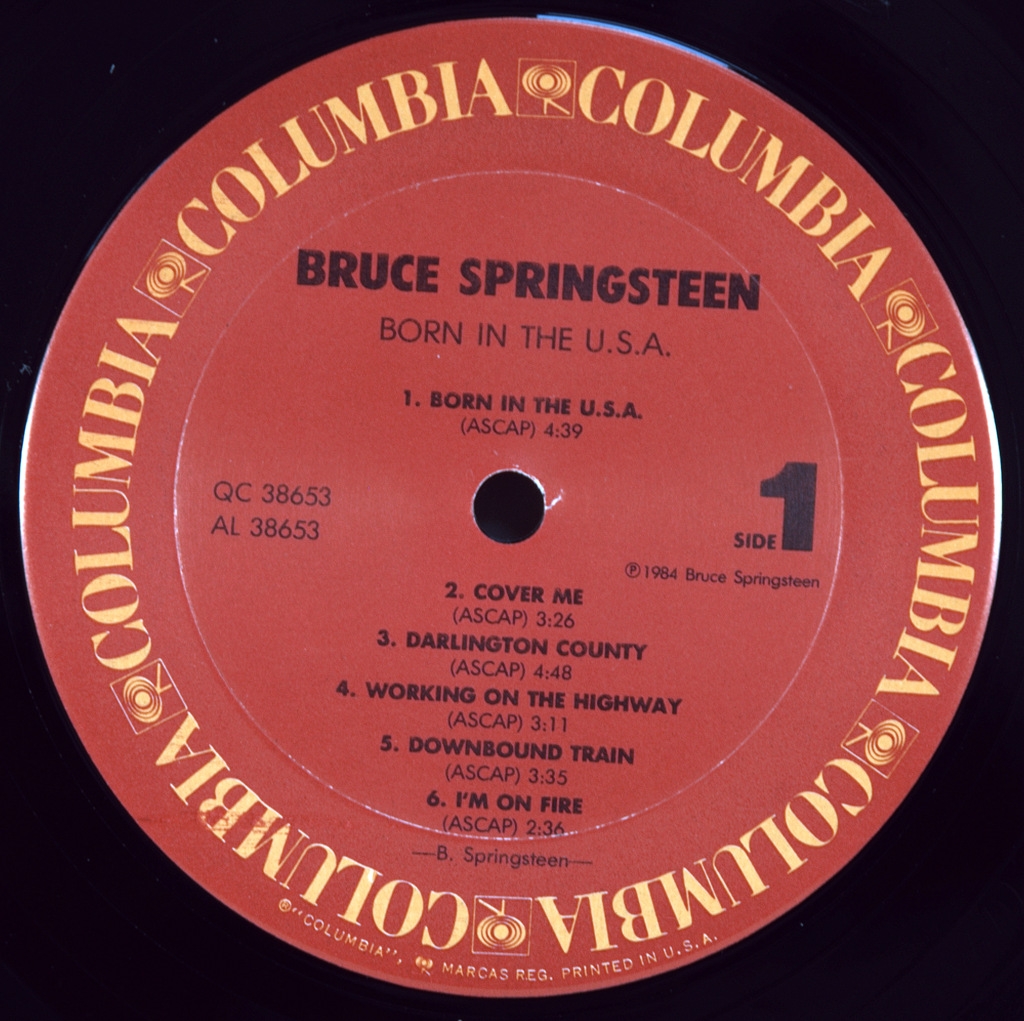 COLUMBIA COLUMBIA COLUMBIA COLUMBIA COLUMBIA COLUMBIA
BRUCE SPRINGSTEEN
BORN IN THE U.S.A.
1. BORN IN THE U.S.A.
(ASCAP) 4:39
QC 38653
AL 38653
SIDE 1
Ⓟ1984 Bruce Springsteen
2. COVER ME
(ASCAP) 3:26
3. DARLINGTON COUNTY
(ASCAP) 4:48
4. WORKING ON THE HIGHWAY
(ASCAP) 3:11
5. DOWNBOUND TRAIN
(ASCAP) 3:35
6. I'M ON FIRE
(ASCAP) 2:36
—B. Springsteen—
®"COLUMBIA", MARCAS REG. PRINTED IN U.S.A.